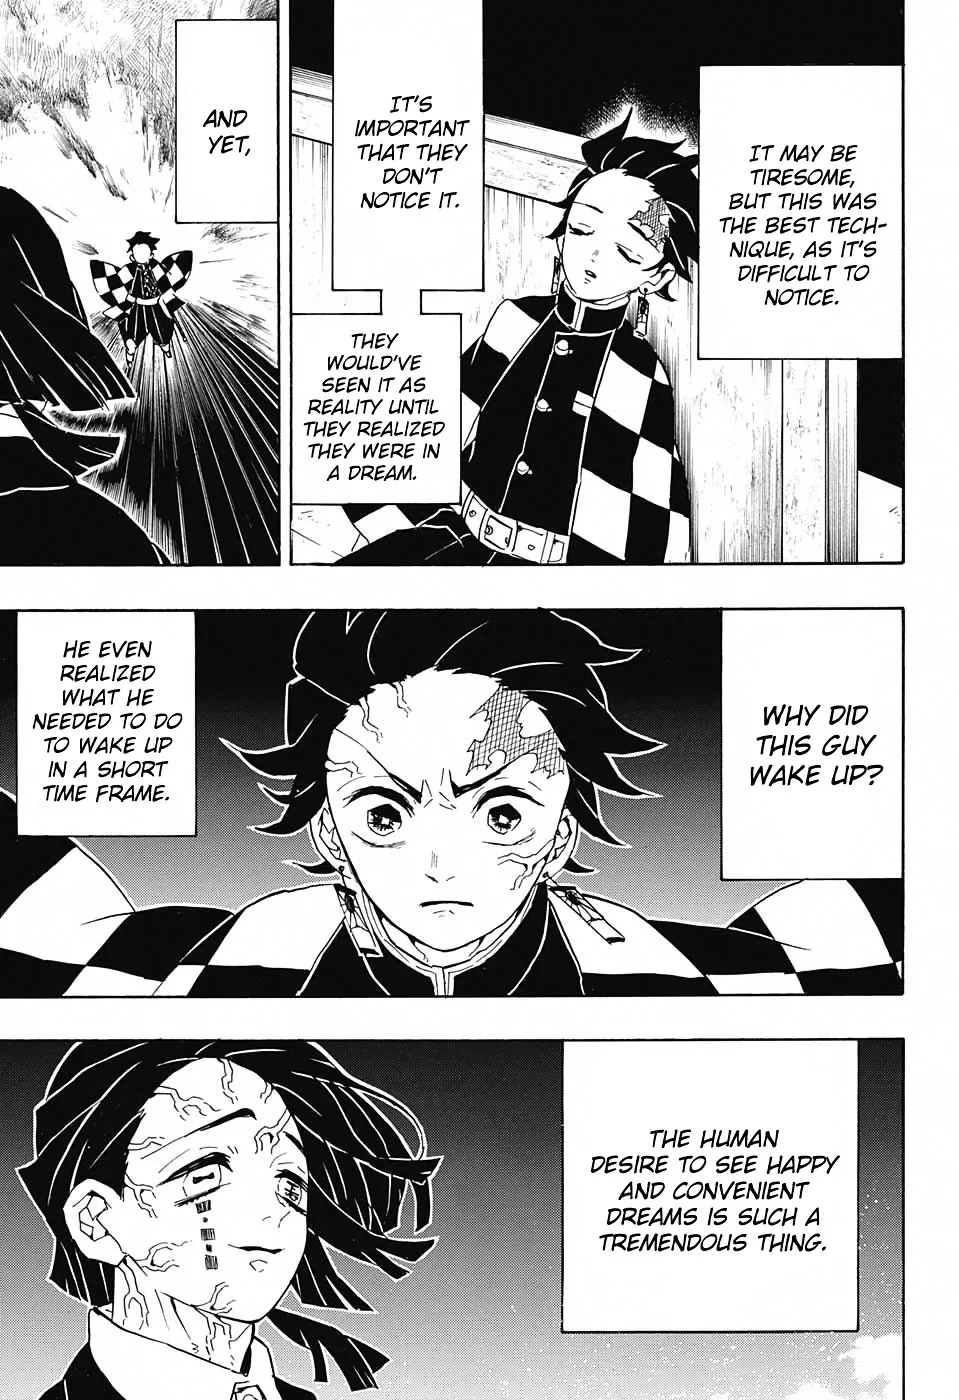 IT MAY BE
TIRESOME,
BUT THIS WAS
THE BEST TECH-
NIQUE, AS IT'S
DIFFICULT TO
NOTICE.
IT'S
IMPORTANT
THAT THEY
DON'T
NOTICE IT.
THEY
WOULD'VE
SEEN IT AS
REALITY UNTIL
THEY REALIZED
THEY WERE IN
A DREAM.
AND
YET,
WHY DID
THIS GUY
WAKE UP?
HE EVEN
REALIZED
WHAT HE
NEEDED TO DO
TO WAKE UP
IN A SHORT
TIME FRAME.
THE HUMAN
DESIRE TO SEE HAPPY
AND CONVENIENT
DREAMS IS SUCH A
TREMENDOUS THING.